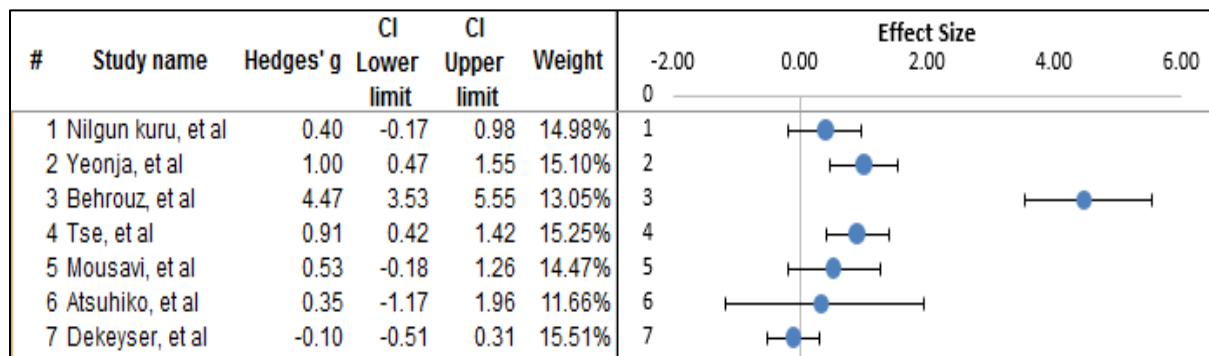 # Study name Hedges' g CI Lower limit CI Upper limit Weight
1 Nilgun kuru, et al 0.40 -0.17 0.98 14.98%
2 Yeonja, et al 1.00 0.47 1.55 15.10%
3 Behrouz, et al 4.47 3.53 5.55 13.05%
4 Tse, et al 0.91 0.42 1.42 15.25%
5 Mousavi, et al 0.53 -0.18 1.26 14.47%
6 Atsuhiko, et al 0.35 -1.17 1.96 11.66%
7 Dekeyser, et al -0.10 -0.51 0.31 15.51%
Effect Size
-2.00 0.00 2.00 4.00 6.00
0
1
2
3
4
5
6
7